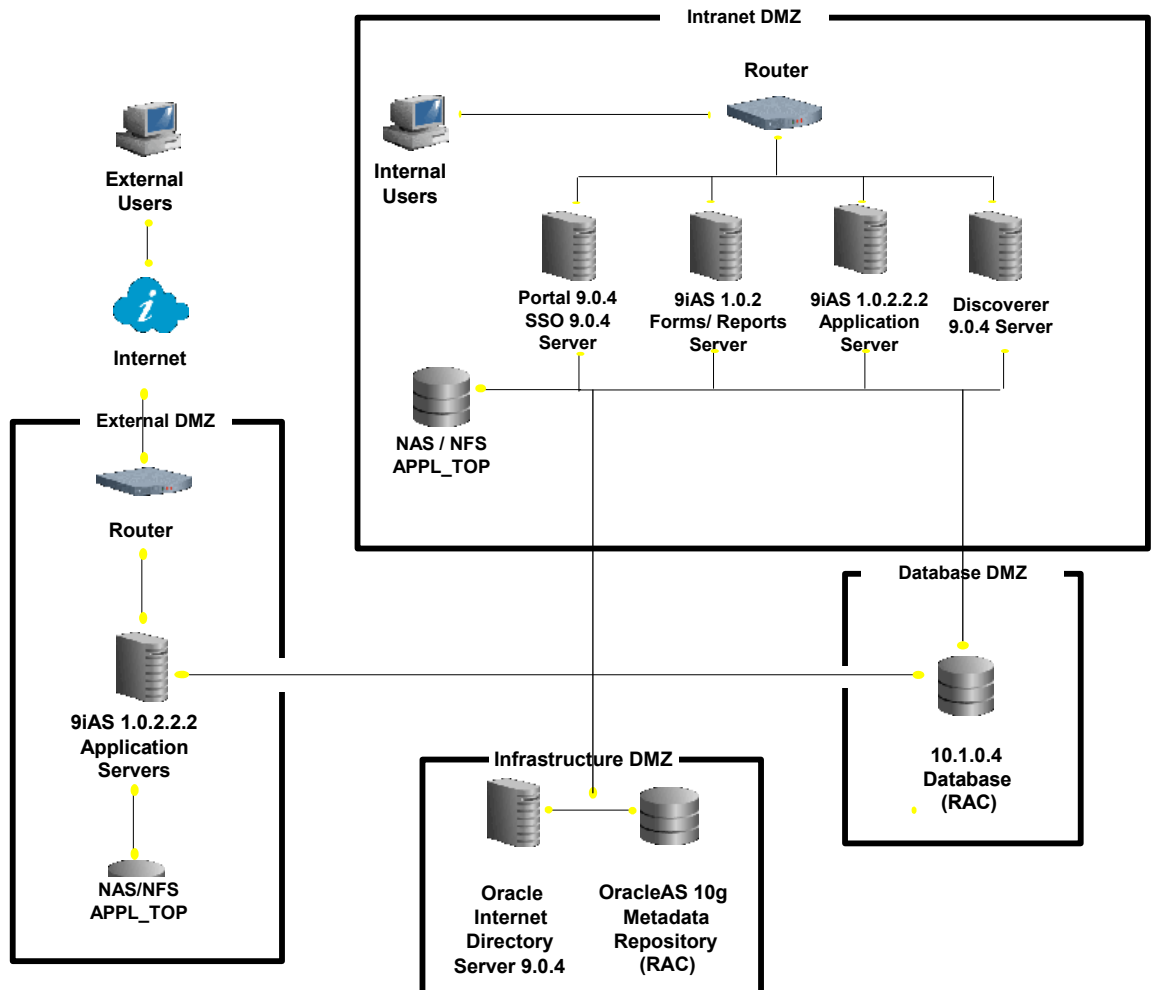 Intranet DMZ
Router
Internal
Users
External
Users
Portal 9.0.4
SSO 9.0.4
Server
9iAS 1.0.2
Forms/ Reports
Server
9iAS 1.0.2.2.2
Application
Server
Discoverer
9.0.4 Server
Internet
NAS / NFS
APPL_TOP
External DMZ
Router
9iAS 1.0.2.2.2
Application
Servers
NAS/NFS
APPL_TOP
Database DMZ
10.1.0.4
Database
(RAC)
Infrastructure DMZ
Oracle
Internet
Directory
Server 9.0.4
OracleAS 10g
Metadata
Repository
(RAC)